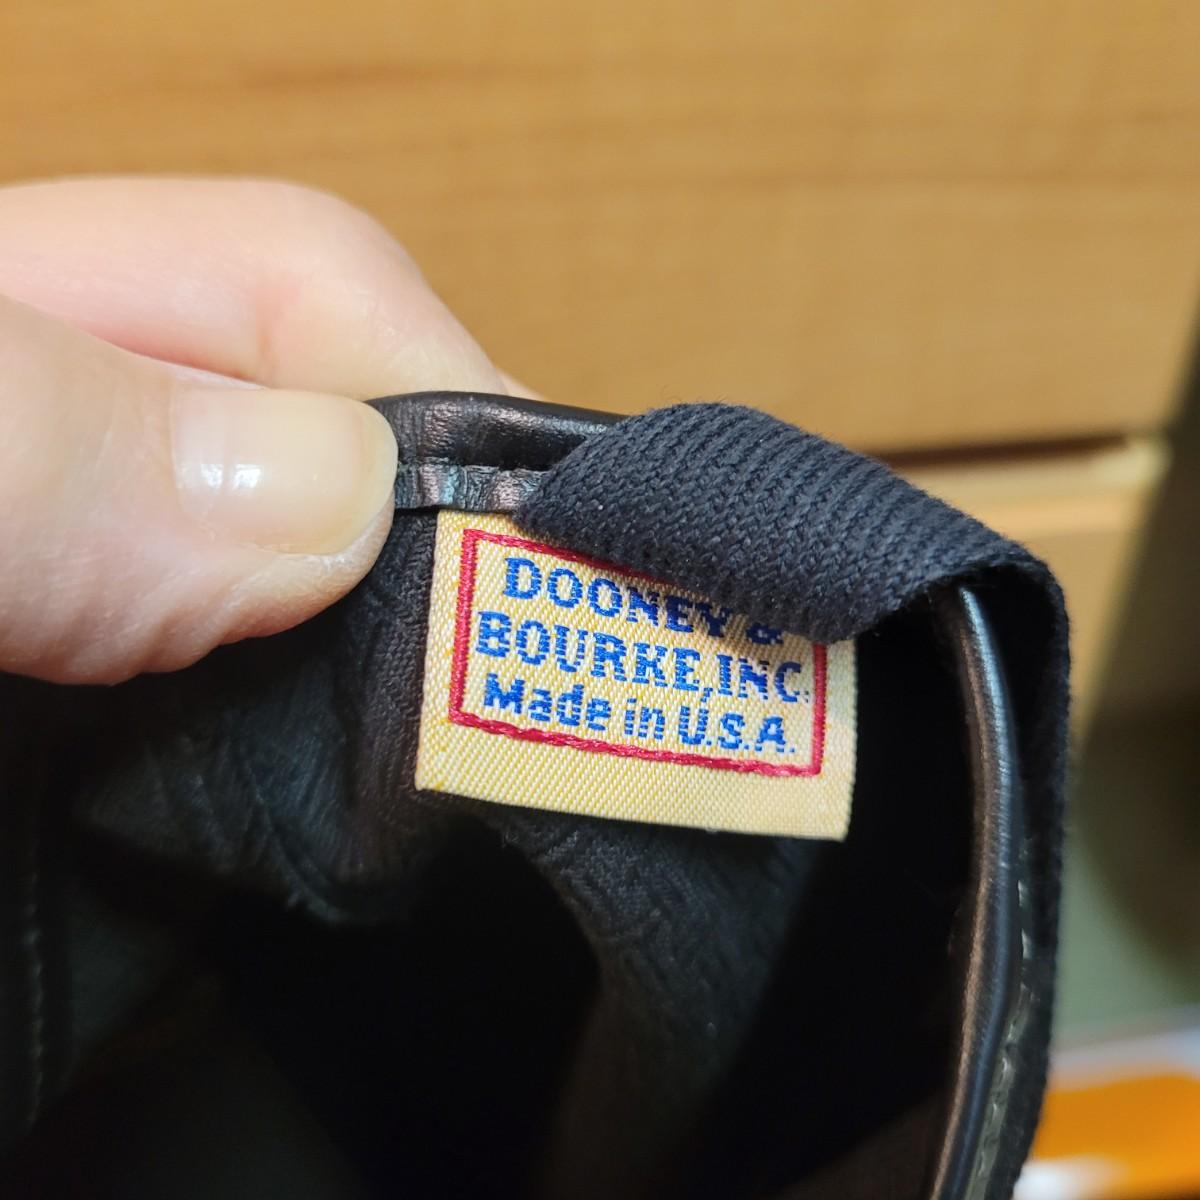 DOONEY &
BOURKE, INC.
Made in U.S.A.